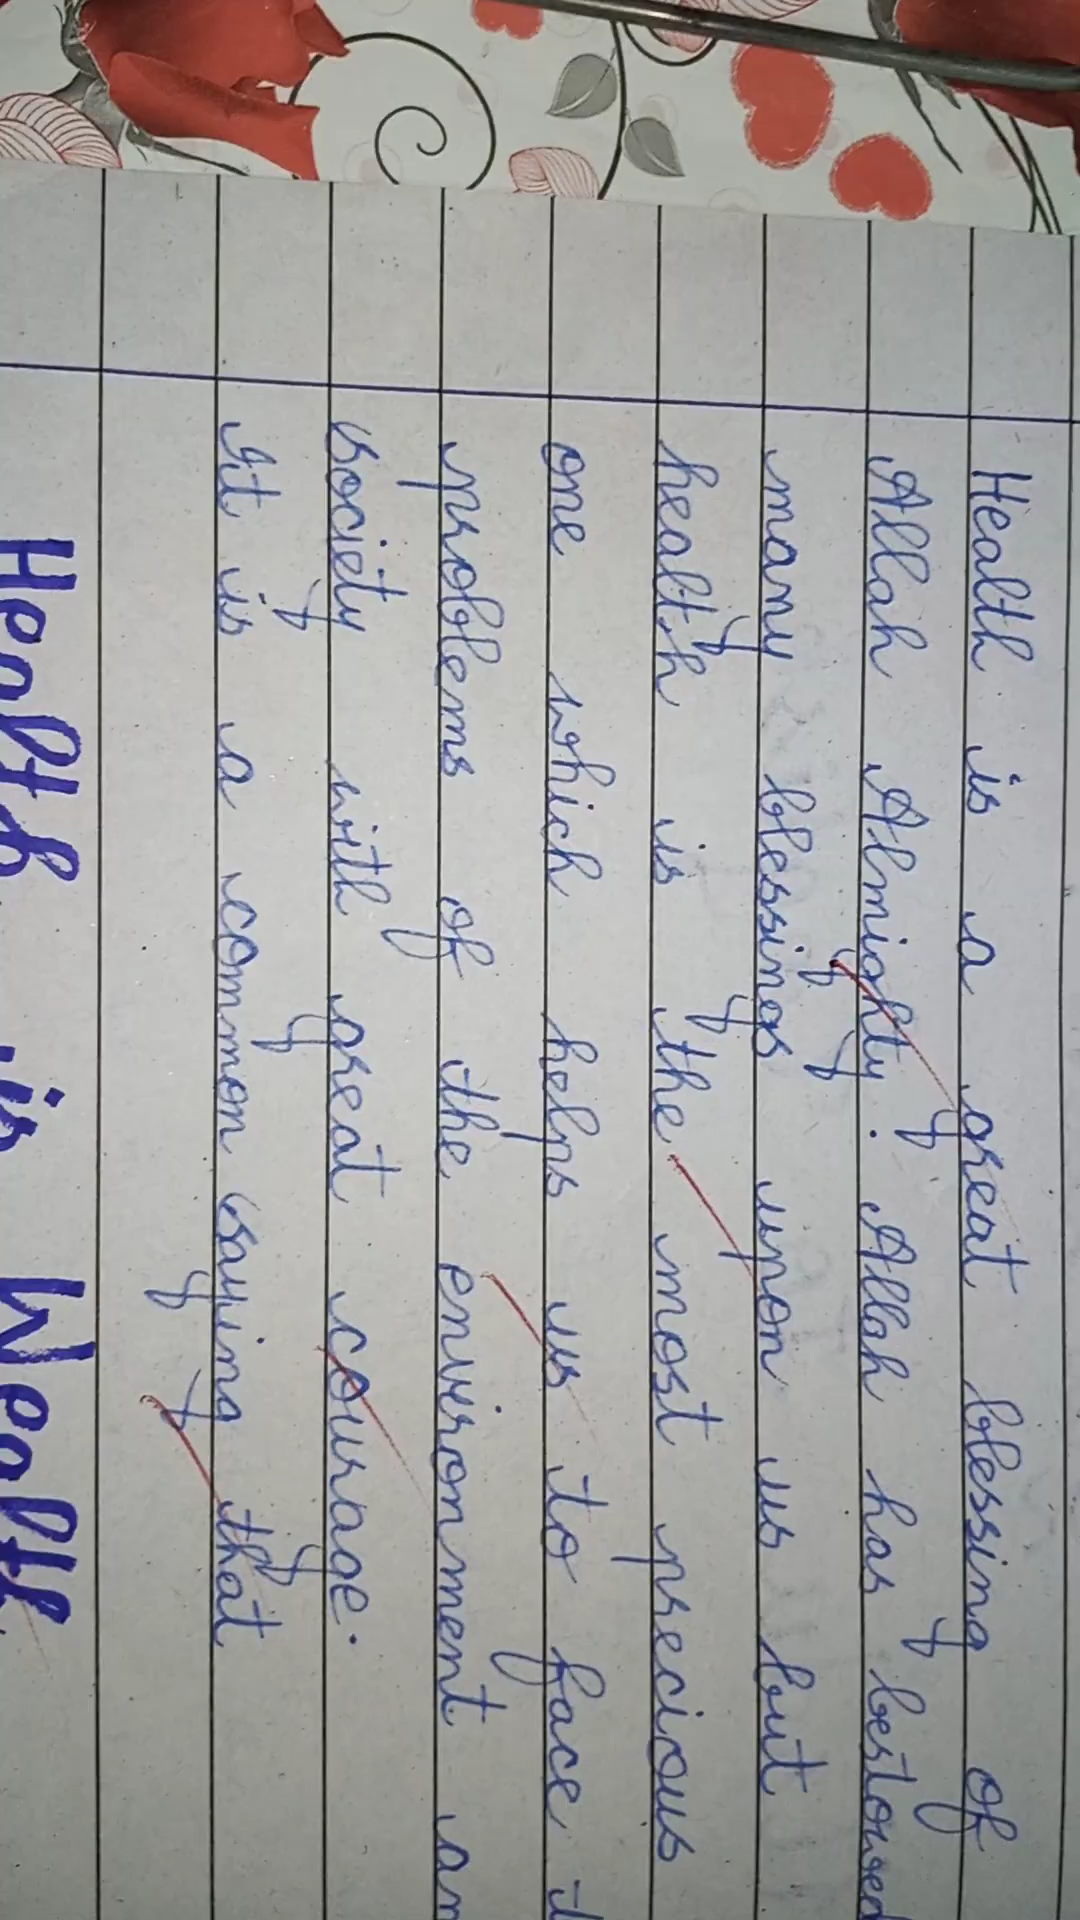 Health is a great blessing of
Allah Almighty. Allah has bestowed
many blessings upon us but
health is the most precious
one which helps us to face
problems of the environment
society with great courage.
It is a common saying that
Health is Wealth